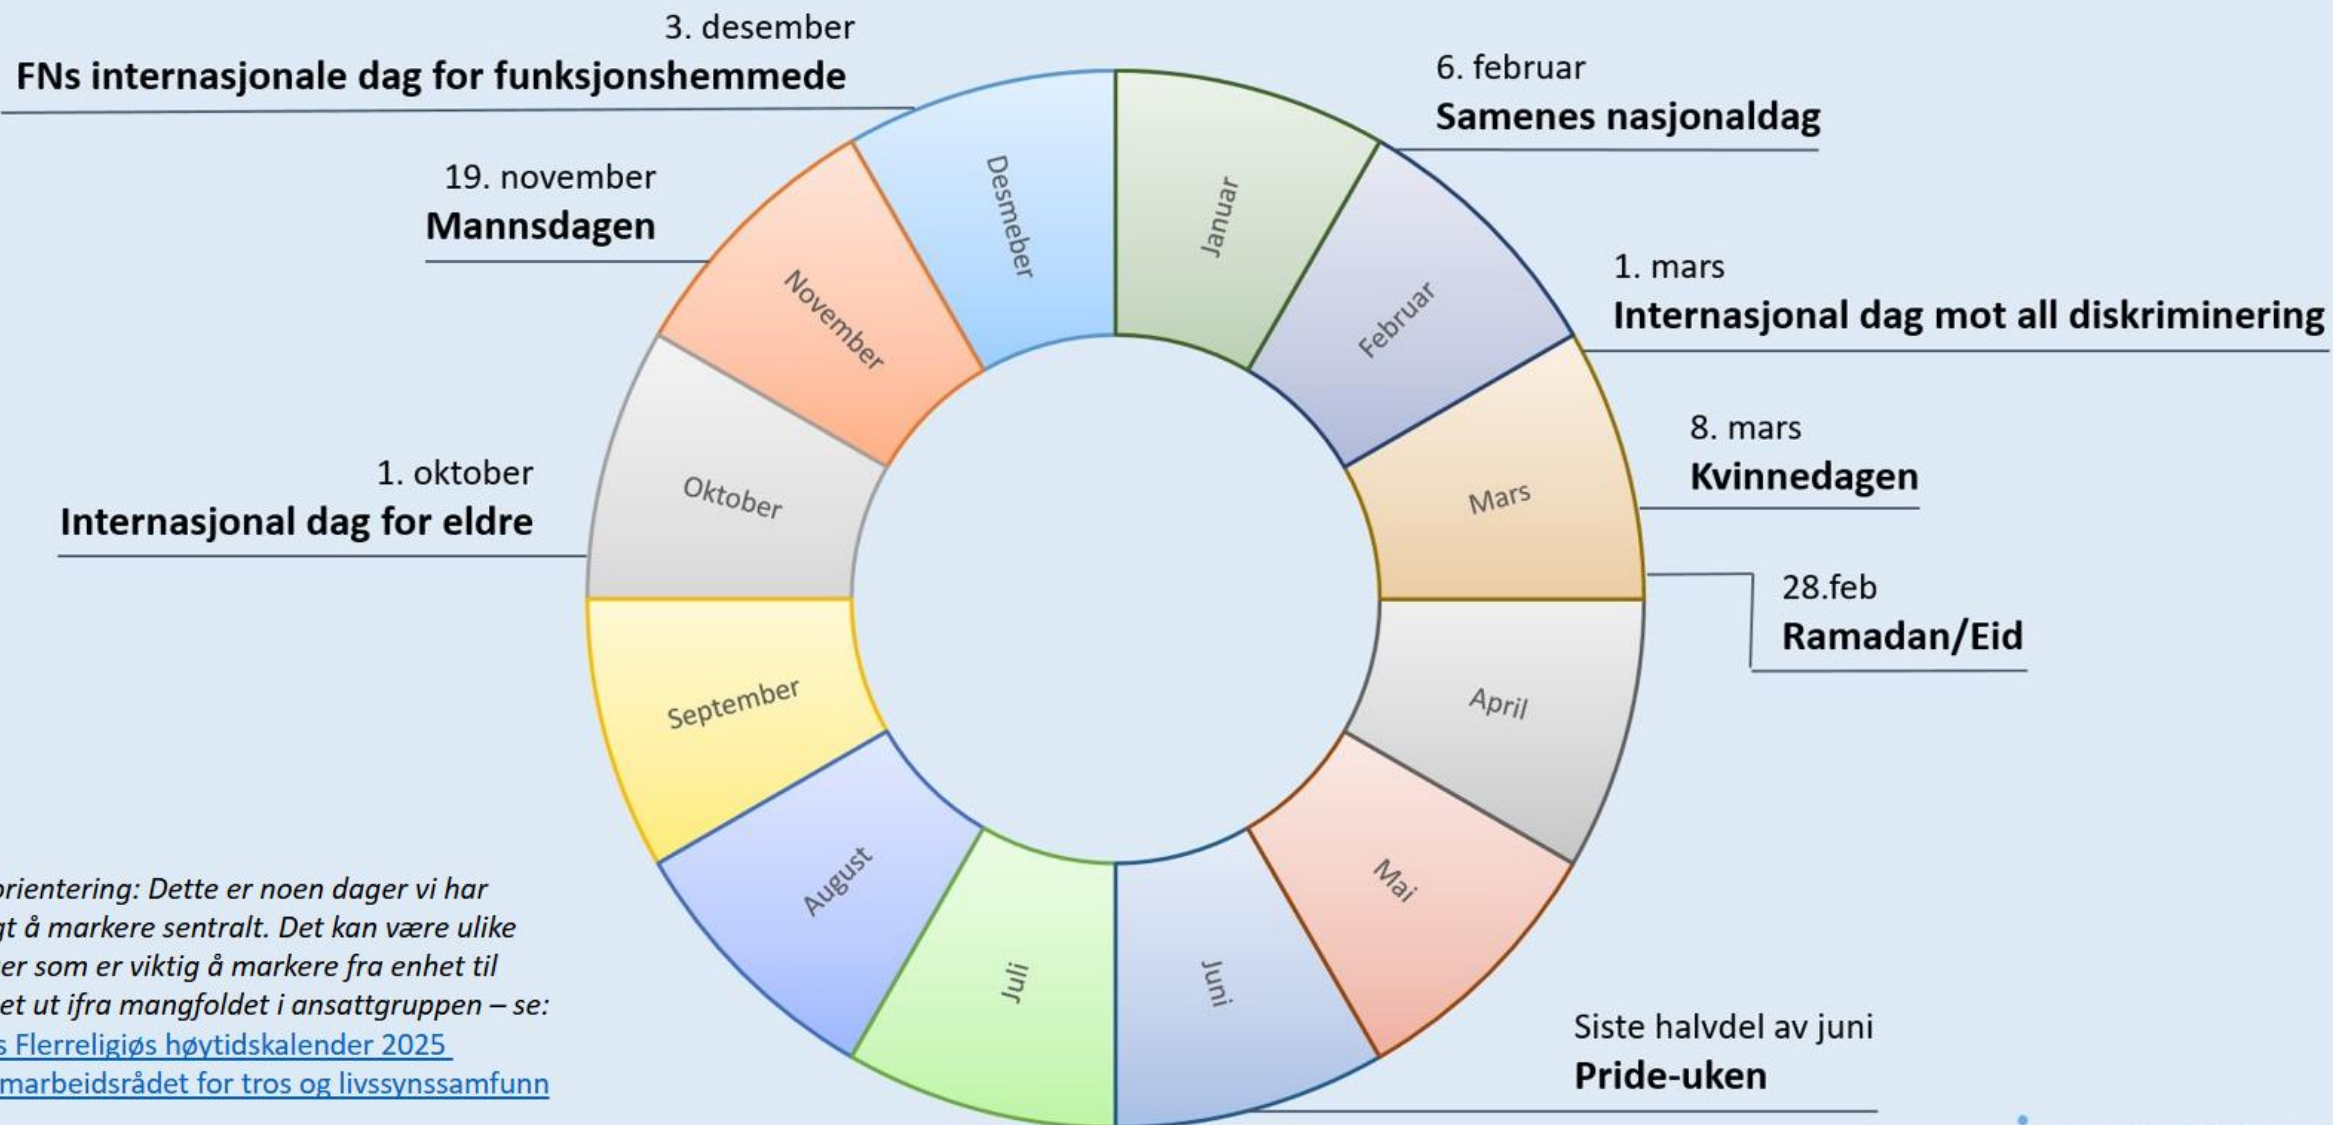 3. desember
FNs internasjonale dag for funksjonshemmede
6. februar
Samenes nasjonaldag
19. november
Mannsdagen
1. mars
Internasjonal dag mot all diskriminering
8. mars
Kvinnedagen
1. oktober
Internasjonal dag for eldre
28.feb
Ramadan/Eid
Siste halvdel av juni
Pride-uken
Januar
Februar
Mars
April
Mai
Juni
Juli
August
September
Oktober
November
Desmeber
orientering: Dette er noen dager vi har
å markere sentralt. Det kan være ulike
som er viktig å markere fra enhet til
ut ifra mangfoldet i ansattgruppen – se:
Flerreligiøs høytidskalender 2025
for tros og livssynssamfunn